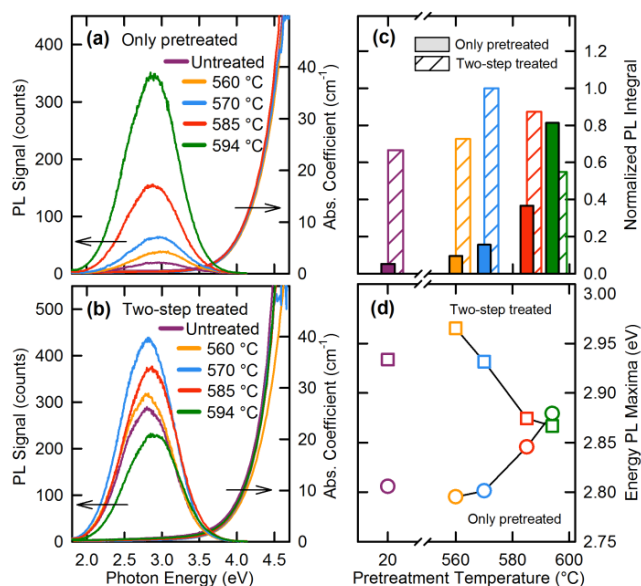 (a) Only pretreated
Untreated
560 °C
570 °C
585 °C
594 °C
450
400
350
300
250
200
150
100
50
0
PL Signal (counts)
40
30
20
10
0
Abs. Coefficient (cm-1)
(b) Two-step treated
Untreated
560 °C
570 °C
585 °C
594 °C
500
400
300
200
100
0
PL Signal (counts)
40
30
20
10
0
Abs. Coefficient (cm-1)
2.0 2.5 3.0 3.5 4.0 4.5
Photon Energy (eV)
(c)
Only pretreated
Two-step treated
1.2
1.0
0.8
0.6
0.4
0.2
0.0
Normalized PL Integral
(d) Two-step treated
Only pretreated
3.00
2.95
2.90
2.85
2.80
2.75
Energy PL Maxima (eV)
20 560 580 600
Pretreatment Temperature (°C)